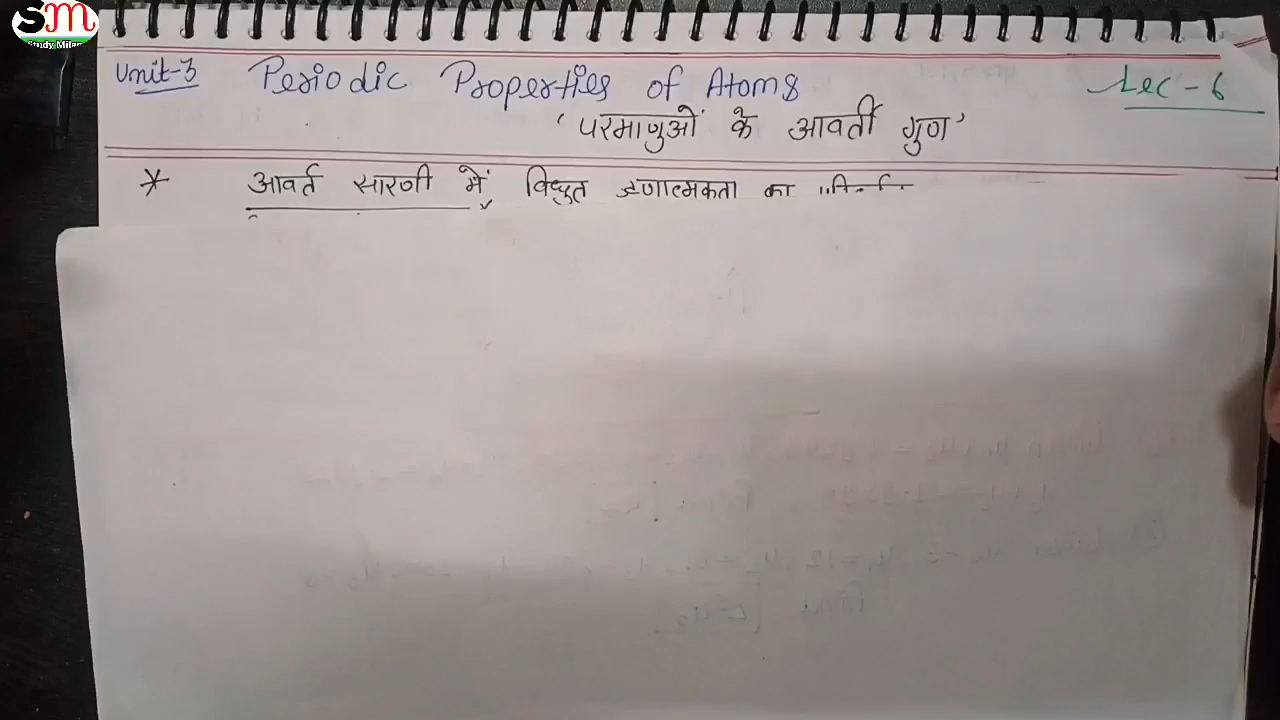 SM
Study Milan
Unit-3 Periodic Properties of Atoms Lec-6
'परमाणुओं के आवर्ती गुण'
* आवर्त सारणी में विद्युत ऋणात्मकता का